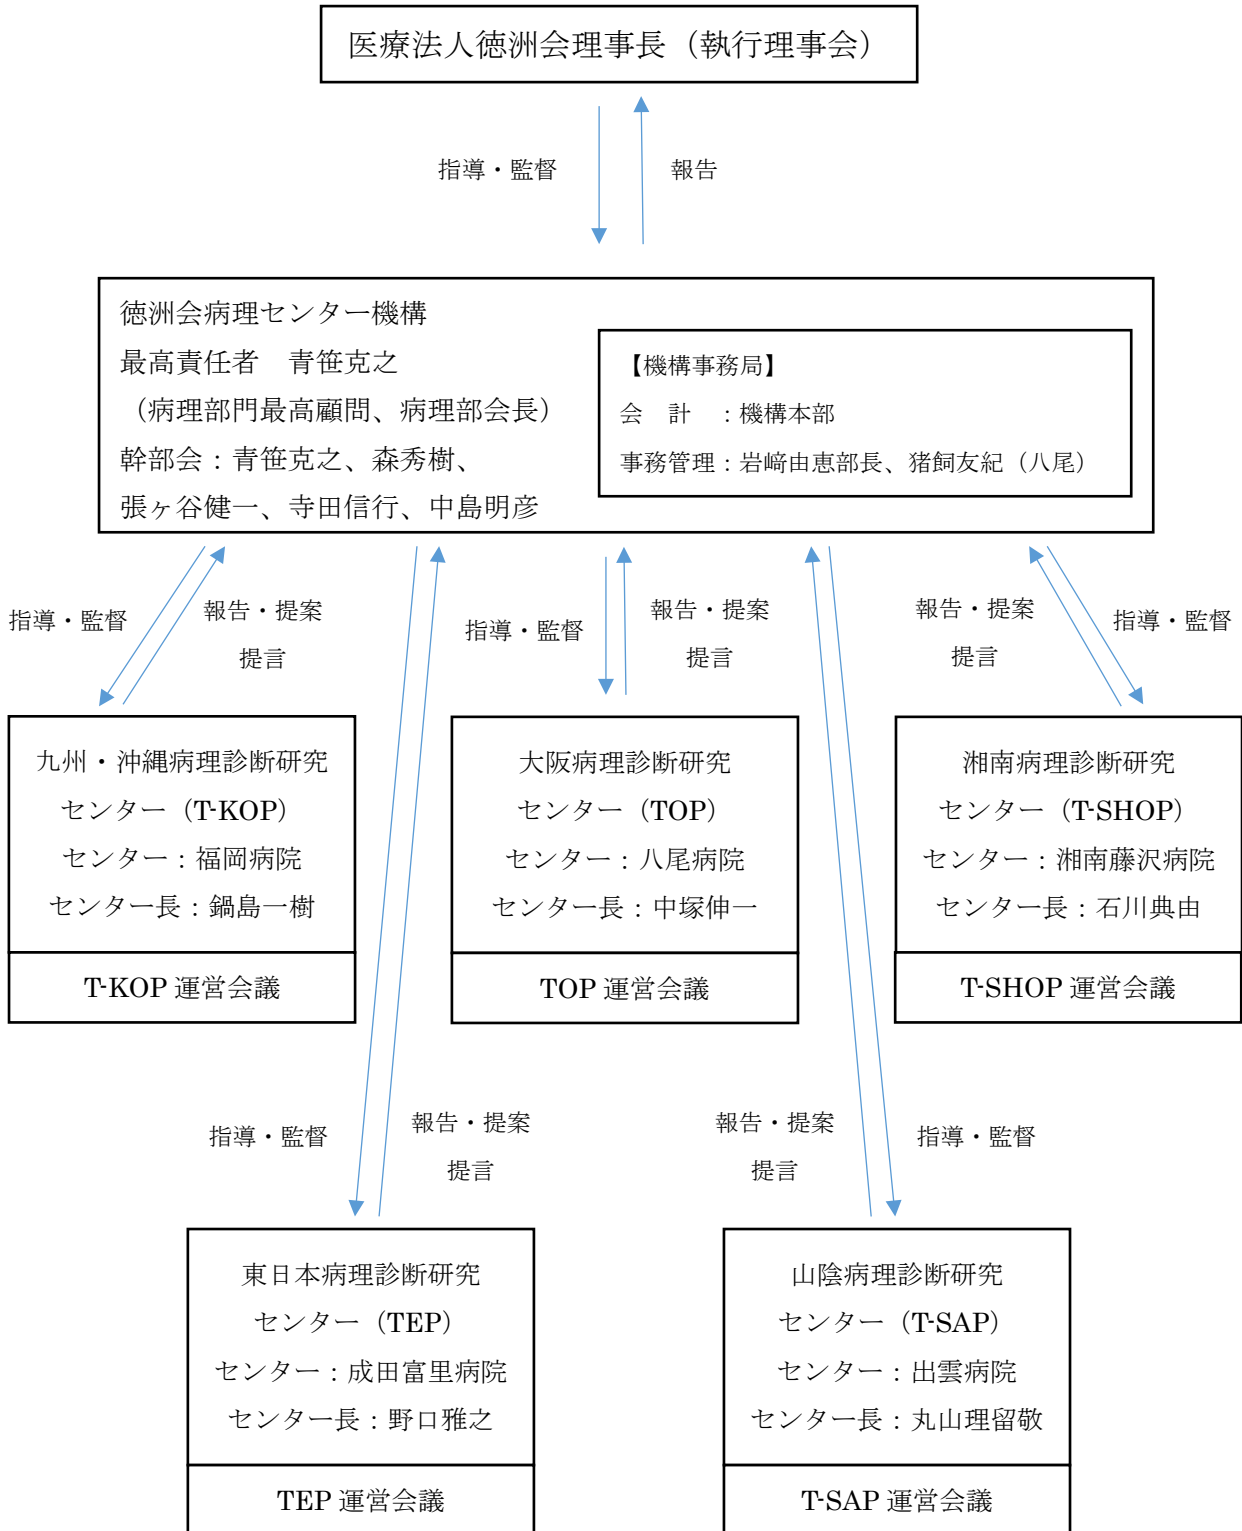 医療法人徳洲会理事長（執行理事会）
指導・監督
報告
徳洲会病理センター機構
最高責任者　青笹克之
（病理部門最高顧問、病理部会長）
幹部会：青笹克之、森秀樹、
張ヶ谷健一、寺田信行、中島明彦
【機構事務局】
会　計　：機構本部
事務管理：岩﨑由恵部長、猪飼友紀（八尾）
指導・監督
報告・提案
提言
指導・監督
報告・提案
提言
報告・提案
提言
指導・監督
九州・沖縄病理診断研究
センター（T-KOP）
センター：福岡病院
センター長：鍋島一樹
T-KOP 運営会議
大阪病理診断研究
センター（TOP）
センター：八尾病院
センター長：中塚伸一
TOP 運営会議
湘南病理診断研究
センター（T-SHOP）
センター：湘南藤沢病院
センター長：石川典由
T-SHOP 運営会議
指導・監督
報告・提案
提言
報告・提案
提言
指導・監督
東日本病理診断研究
センター（TEP）
センター：成田富里病院
センター長：野口雅之
TEP 運営会議
山陰病理診断研究
センター（T-SAP）
センター：出雲病院
センター長：丸山理留敬
T-SAP 運営会議